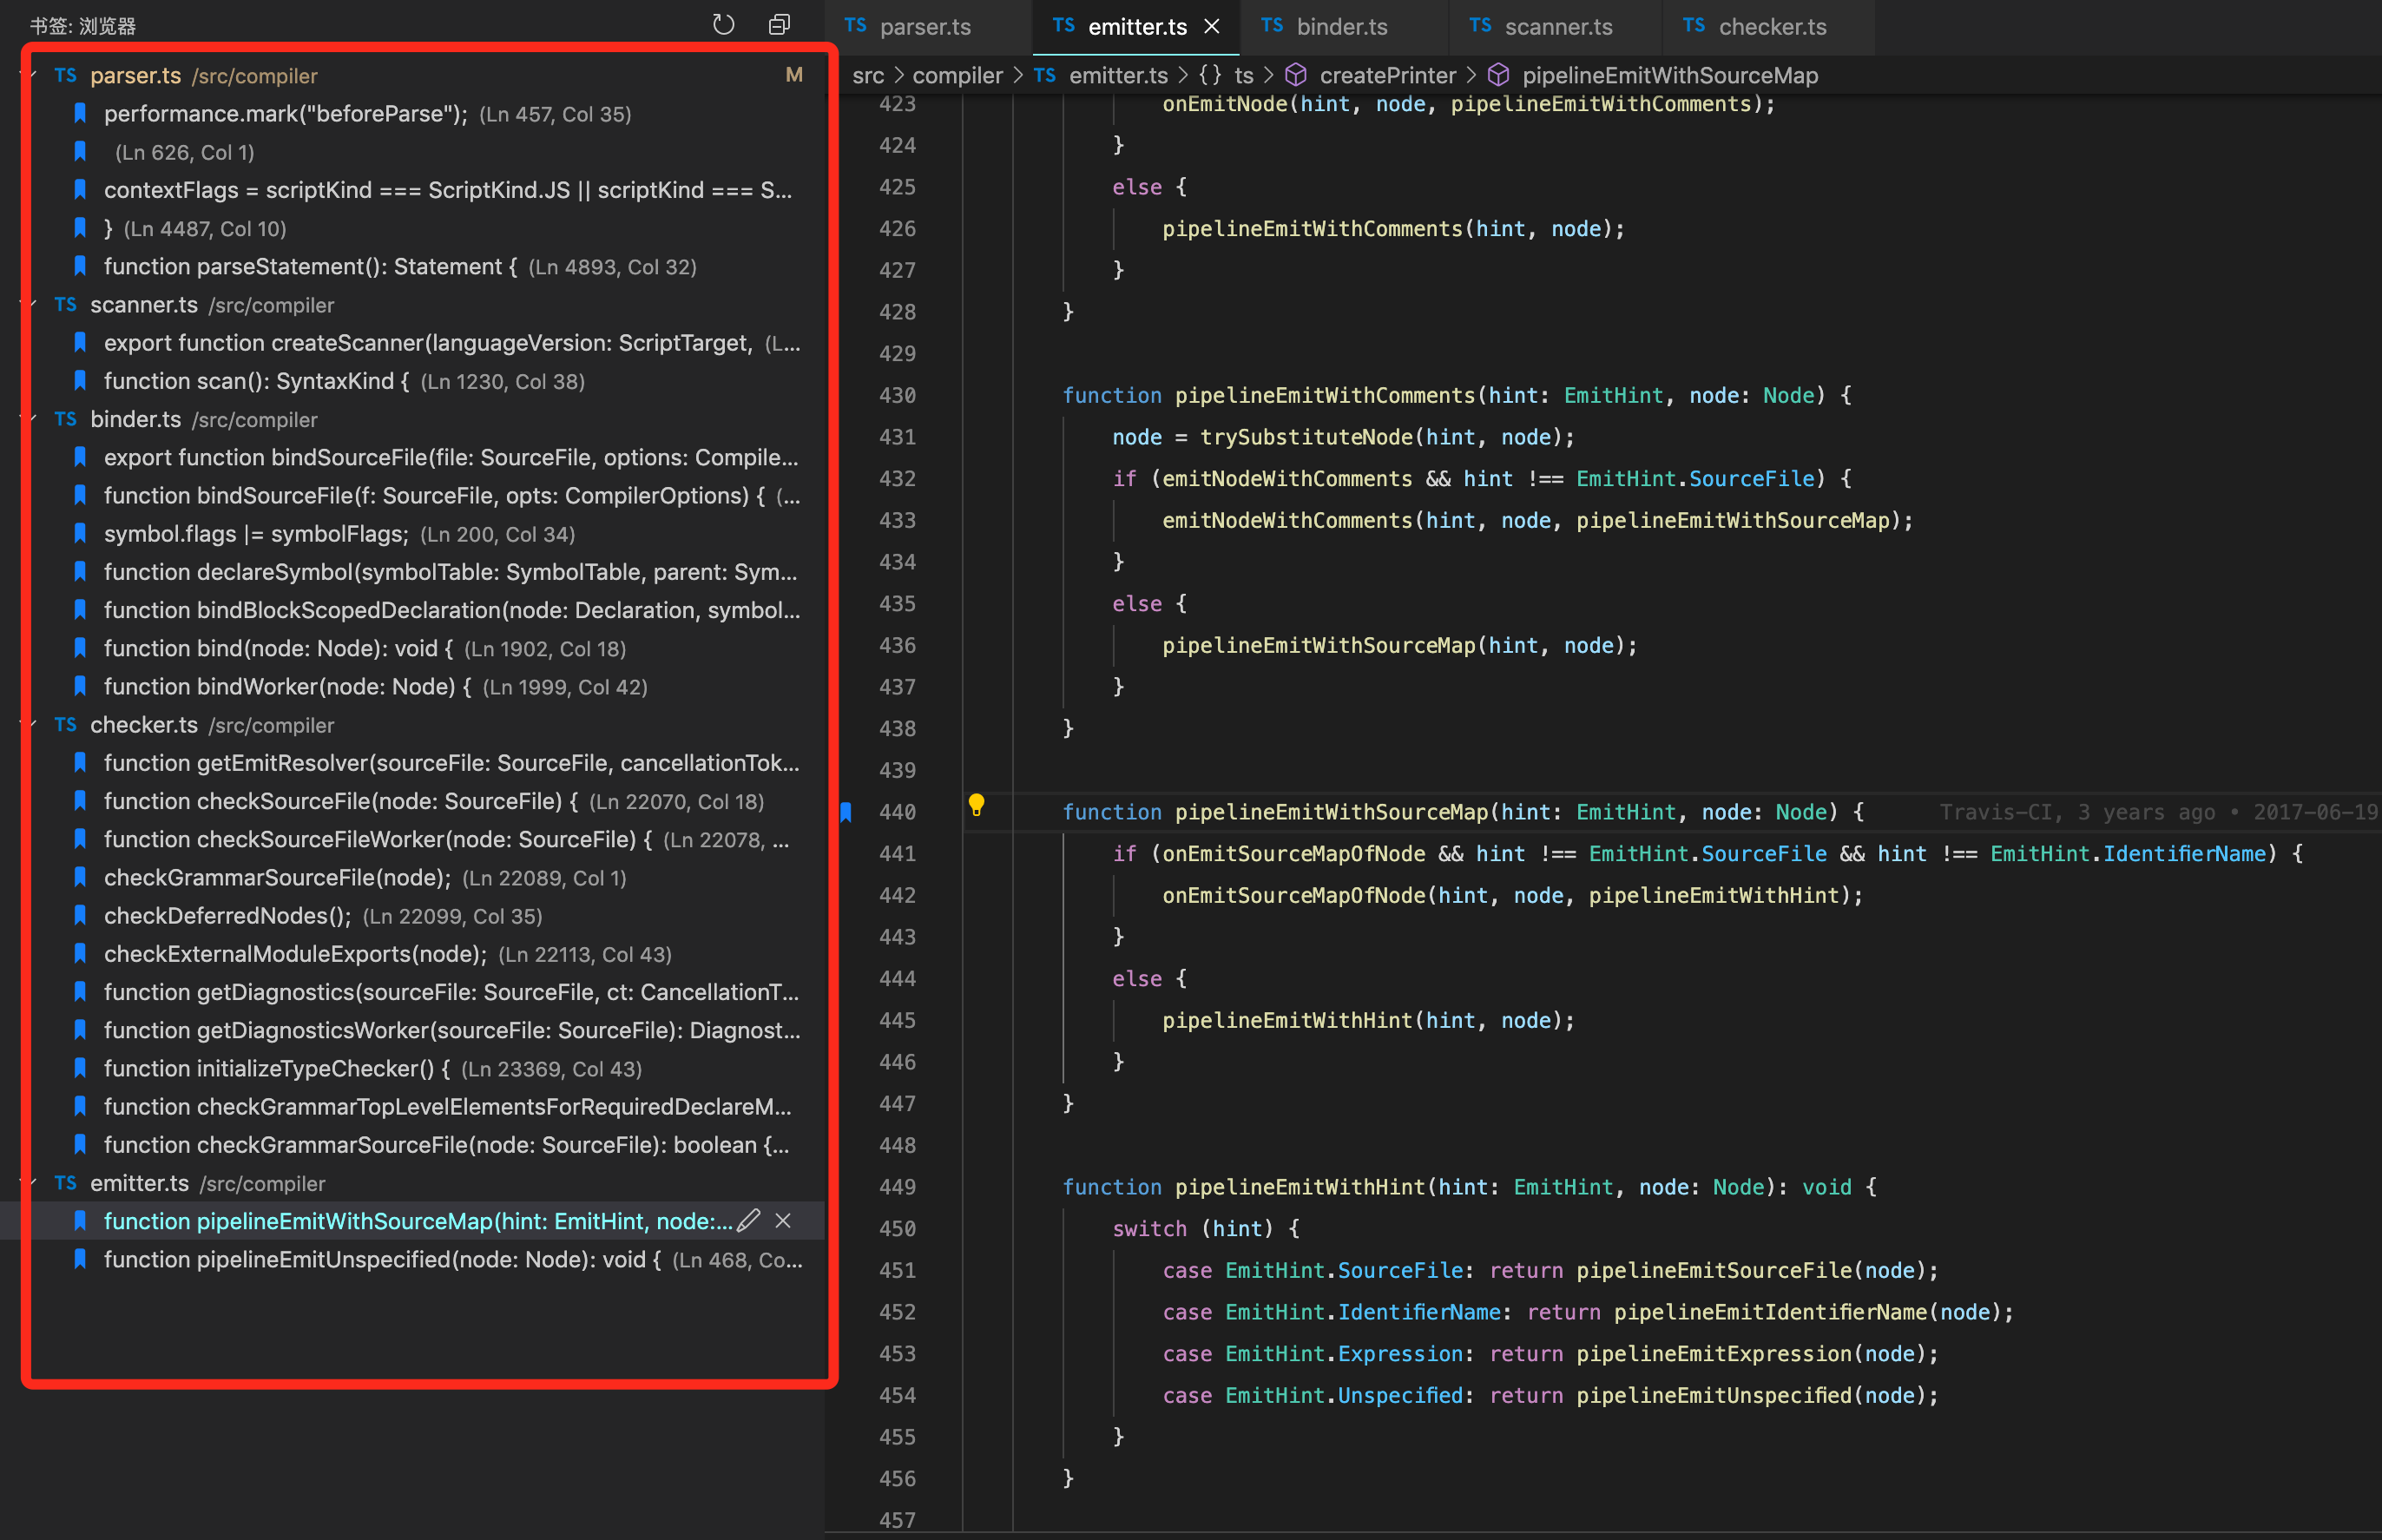 书签: 浏览器
TS parser.ts /src/compiler M
performance.mark("beforeParse"); (Ln 457, Col 35)
(Ln 626, Col 1)
contextFlags = scriptKind === ScriptKind.JS || scriptKind === S...
} (Ln 4487, Col 10)
function parseStatement(): Statement { (Ln 4893, Col 32)
TS scanner.ts /src/compiler
export function createScanner(languageVersion: ScriptTarget, (L...
function scan(): SyntaxKind { (Ln 1230, Col 38)
TS binder.ts /src/compiler
export function bindSourceFile(file: SourceFile, options: Compile...
function bindSourceFile(f: SourceFile, opts: CompilerOptions) { (...
symbol.flags |= symbolFlags; (Ln 200, Col 34)
function declareSymbol(symbolTable: SymbolTable, parent: Sym...
function bindBlockScopedDeclaration(node: Declaration, symbol...
function bind(node: Node): void { (Ln 1902, Col 18)
function bindWorker(node: Node) { (Ln 1999, Col 42)
TS checker.ts /src/compiler
function getEmitResolver(sourceFile: SourceFile, cancellationTok...
function checkSourceFile(node: SourceFile) { (Ln 22070, Col 18)
function checkSourceFileWorker(node: SourceFile) { (Ln 22078, ...
checkGrammarSourceFile(node); (Ln 22089, Col 1)
checkDeferredNodes(); (Ln 22099, Col 35)
checkExternalModuleExports(node); (Ln 22113, Col 43)
function getDiagnostics(sourceFile: SourceFile, ct: CancellationT...
function getDiagnosticsWorker(sourceFile: SourceFile): Diagnost...
function initializeTypeChecker() { (Ln 23369, Col 43)
function checkGrammarTopLevelElementsForRequiredDeclareM...
function checkGrammarSourceFile(node: SourceFile): boolean {...
TS emitter.ts /src/compiler
function pipelineEmitWithSourceMap(hint: EmitHint, node:...
function pipelineEmitUnspecified(node: Node): void { (Ln 468, Co...
TS parser.ts TS emitter.ts TS binder.ts TS scanner.ts TS checker.ts
src > compiler > TS emitter.ts > {} ts > createPrinter > pipelineEmitWithSourceMap
423 onEmitNode(hint, node, pipelineEmitWithComments);
424 }
425 else {
426 pipelineEmitWithComments(hint, node);
427 }
428 }
429
430 function pipelineEmitWithComments(hint: EmitHint, node: Node) {
431 node = trySubstituteNode(hint, node);
432 if (emitNodeWithComments && hint !== EmitHint.SourceFile) {
433 emitNodeWithComments(hint, node, pipelineEmitWithSourceMap);
434 }
435 else {
436 pipelineEmitWithSourceMap(hint, node);
437 }
438 }
439
440 function pipelineEmitWithSourceMap(hint: EmitHint, node: Node) { Travis-CI, 3 years ago • 2017-06-19
441 if (onEmitSourceMapOfNode && hint !== EmitHint.SourceFile && hint !== EmitHint.IdentifierName) {
442 onEmitSourceMapOfNode(hint, node, pipelineEmitWithHint);
443 }
444 else {
445 pipelineEmitWithHint(hint, node);
446 }
447 }
448
449 function pipelineEmitWithHint(hint: EmitHint, node: Node): void {
450 switch (hint) {
451 case EmitHint.SourceFile: return pipelineEmitSourceFile(node);
452 case EmitHint.IdentifierName: return pipelineEmitIdentifierName(node);
453 case EmitHint.Expression: return pipelineEmitExpression(node);
454 case EmitHint.Unspecified: return pipelineEmitUnspecified(node);
455 }
456 }
457